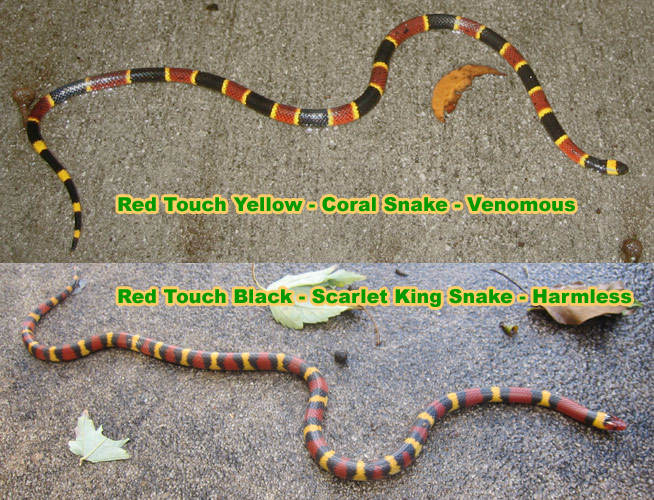 Red Touch Yellow - Coral Snake - Venomous
Red Touch Black - Scarlet King Snake - Harmless